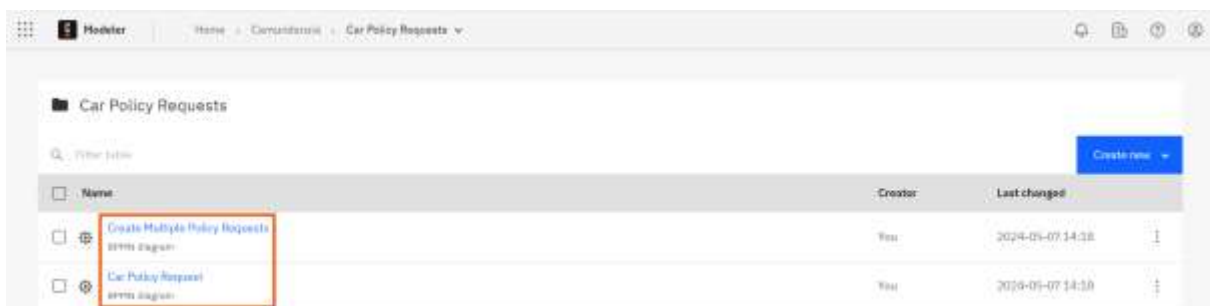 Modeler Home Camundanzia Car Policy Requests
Car Policy Requests
Filter table
Create new
Name Creator Last changed
Create Multiple Policy Requests You 2024-05-07 14:18
BPMN diagram
Car Policy Request You 2024-05-07 14:18
BPMN diagram